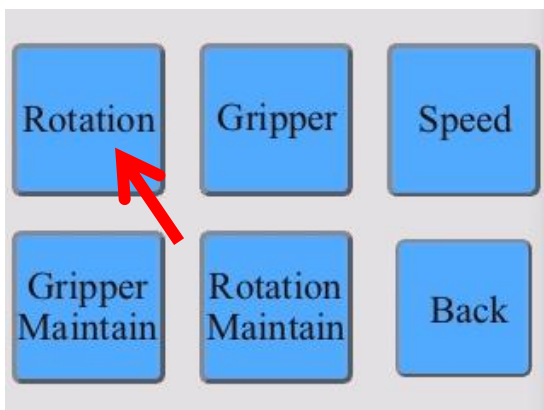 Rotation
Gripper
Speed
Gripper
Maintain
Rotation
Maintain
Back